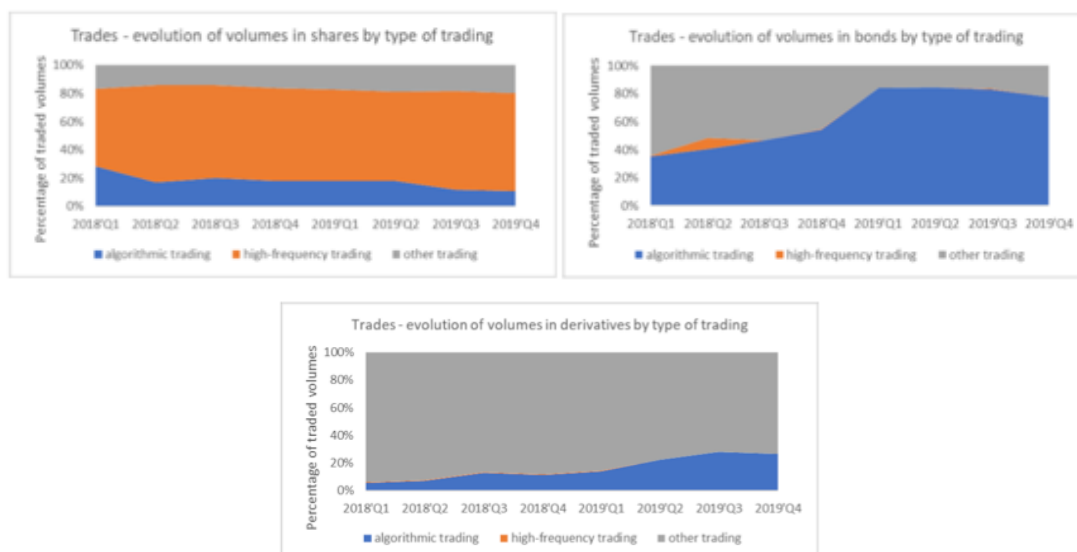 Trades - evolution of volumes in shares by type of trading
Percentage of traded volumes
100%
80%
60%
40%
20%
0%
2018'Q1 2018'Q2 2018'Q3 2018'Q4 2019'Q1 2019'Q2 2019'Q3 2019'Q4
algorithmic trading high-frequency trading other trading
Trades - evolution of volumes in bonds by type of trading
Percentage of traded volumes
100%
80%
60%
40%
20%
0%
2018'Q1 2018'Q2 2018'Q3 2018'Q4 2019'Q1 2019'Q2 2019'Q3 2019'Q4
algorithmic trading high-frequency trading other trading
Trades - evolution of volumes in derivatives by type of trading
Percentage of traded volumes
100%
80%
60%
40%
20%
0%
2018'Q1 2018'Q2 2018'Q3 2018'Q4 2019'Q1 2019'Q2 2019'Q3 2019'Q4
algorithmic trading high-frequency trading other trading